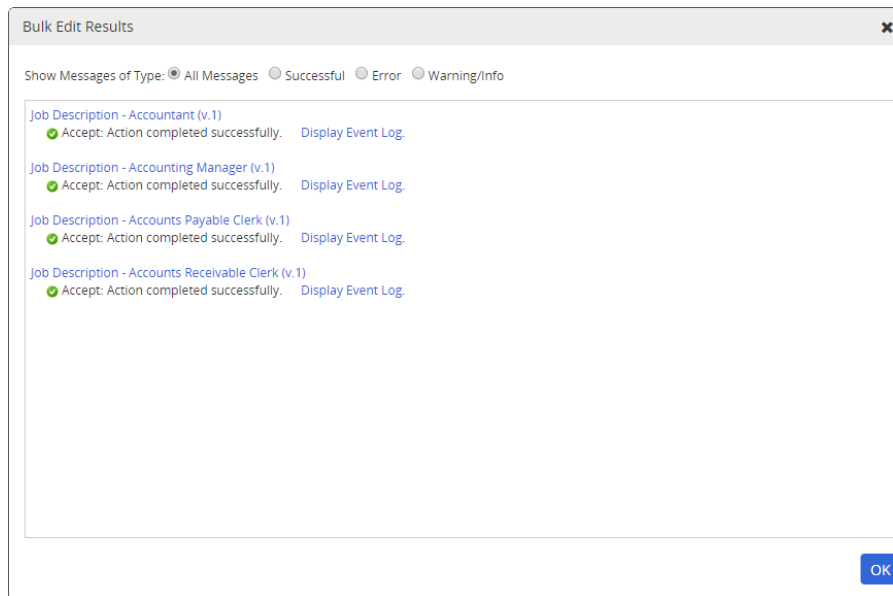 Bulk Edit Results
Show Messages of Type: All Messages Successful Error Warning/Info
Job Description - Accountant (v.1)
Accept: Action completed successfully. Display Event Log.
Job Description - Accounting Manager (v.1)
Accept: Action completed successfully. Display Event Log.
Job Description - Accounts Payable Clerk (v.1)
Accept: Action completed successfully. Display Event Log.
Job Description - Accounts Receivable Clerk (v.1)
Accept: Action completed successfully. Display Event Log.
OK